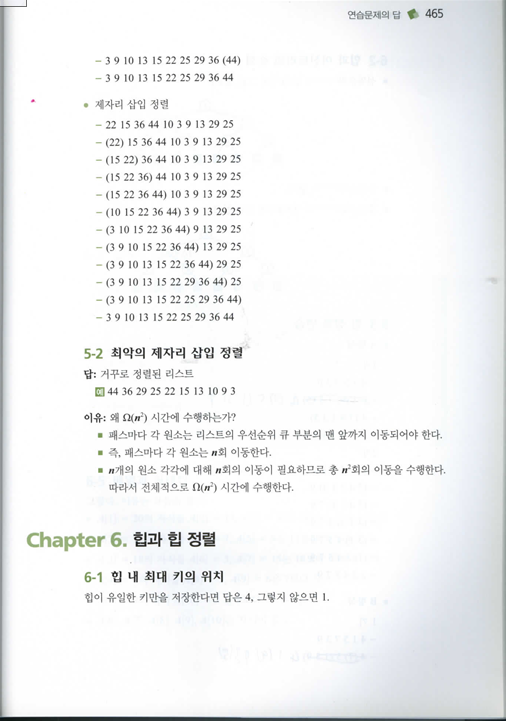 연습문제의 답 465
– 3 9 10 13 15 22 25 29 36 (44)
– 3 9 10 13 15 22 25 29 36 44
● 제자리 삽입 정렬
– 22 15 36 44 10 3 9 13 29 25
– (22) 15 36 44 10 3 9 13 29 25
– (15 22) 36 44 10 3 9 13 29 25
– (15 22 36) 44 10 3 9 13 29 25
– (15 22 36 44) 10 3 9 13 29 25
– (10 15 22 36 44) 3 9 13 29 25
– (3 10 15 22 36 44) 9 13 29 25
– (3 9 10 15 22 36 44) 13 29 25
– (3 9 10 13 15 22 36 44) 29 25
– (3 9 10 13 15 22 29 36 44) 25
– (3 9 10 13 15 22 25 29 36 44)
– 3 9 10 13 15 22 25 29 36 44
5-2 최악의 제자리 삽입 정렬
답: 거꾸로 정렬된 리스트
예 44 36 29 25 22 15 13 10 9 3
이유: 왜 Ω(n²) 시간에 수행하는가?
■ 패스마다 각 원소는 리스트의 우선순위 큐 부분의 맨 앞까지 이동되어야 한다.
■ 즉, 패스마다 각 원소는 n회 이동한다.
■ n개의 원소 각각에 대해 n회의 이동이 필요하므로 총 n²회의 이동을 수행한다.
따라서 전체적으로 Ω(n²) 시간에 수행한다.
Chapter 6. 힙과 힙 정렬
6-1 힙 내 최대 키의 위치
힙이 유일한 키만을 저장한다면 답은 4, 그렇지 않으면 1.